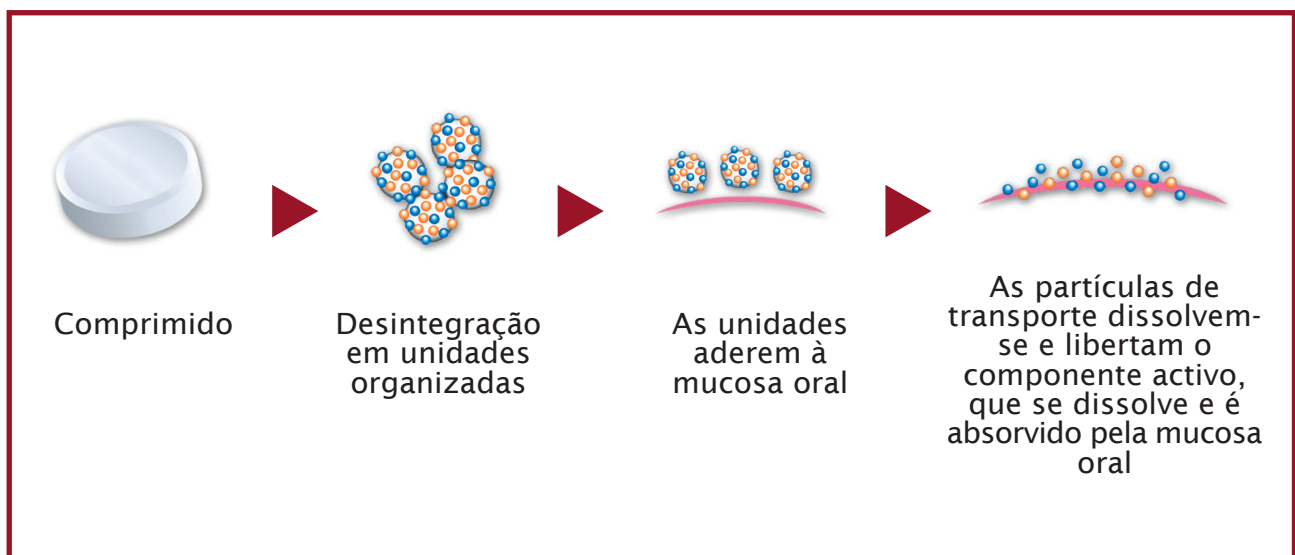 Comprimido
Desintegração
em unidades
organizadas
As unidades
aderem à
mucosa oral
As partículas de
transporte dissolvem-
se e libertam o
componente activo,
que se dissolve e é
absorvido pela mucosa
oral